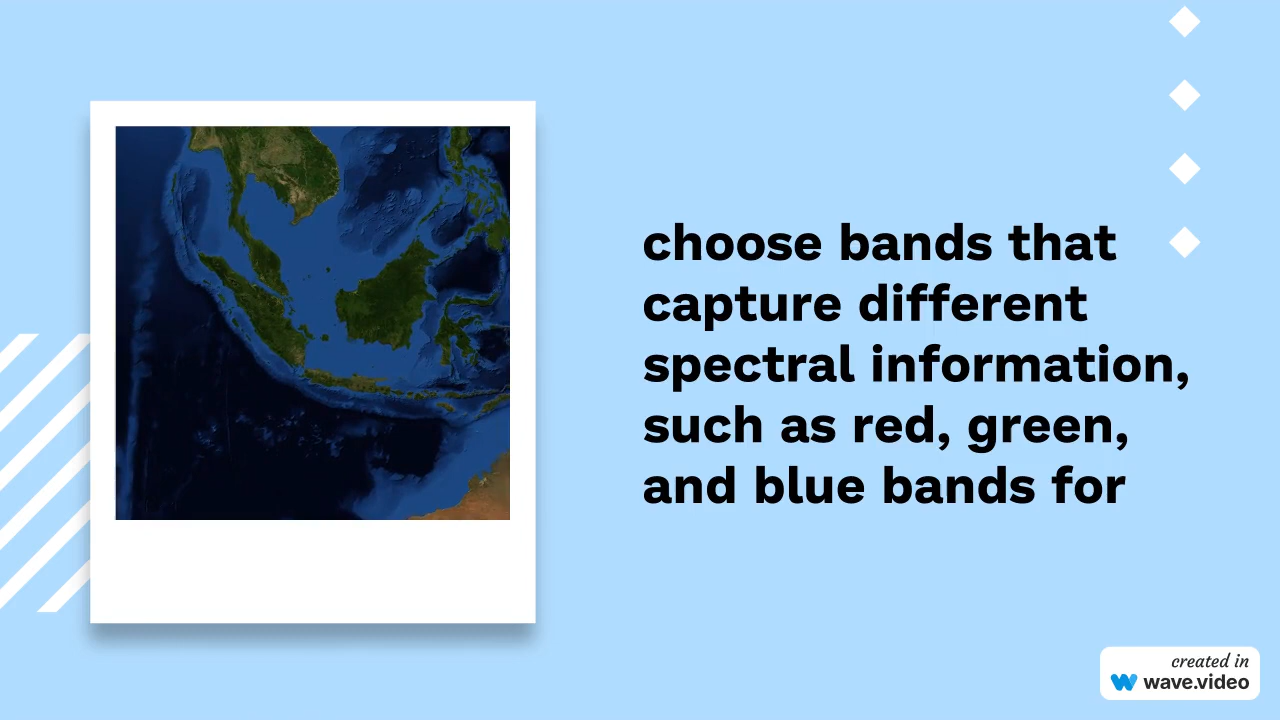 choose bands that
capture different
spectral information,
such as red, green,
and blue bands for
created in
wave.video